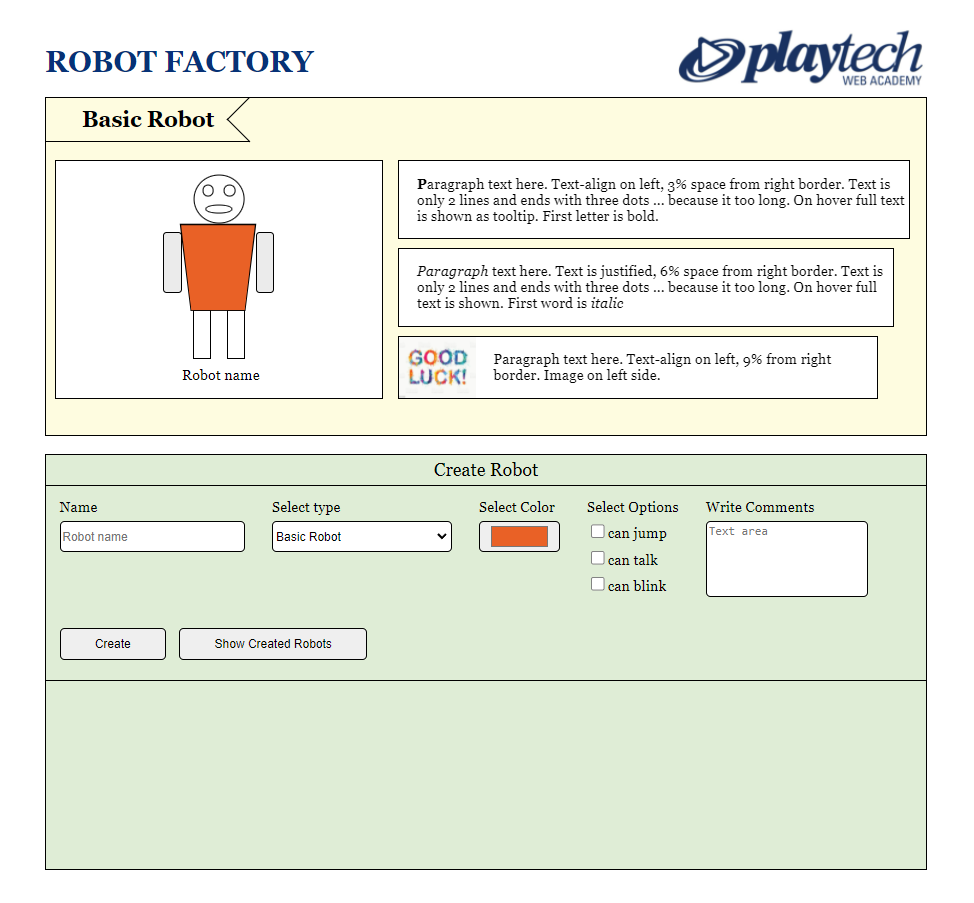 ROBOT FACTORY
playtech
WEB ACADEMY
Basic Robot
Robot name
Paragraph text here. Text-align on left, 3% space from right border. Text is
only 2 lines and ends with three dots ... because it too long. On hover full text
is shown as tooltip. First letter is bold.
Paragraph text here. Text is justified, 6% space from right border. Text is
only 2 lines and ends with three dots ... because it too long. On hover full
text is shown. First word is italic
GOOD
LUCK!
Paragraph text here. Text-align on left, 9% from right
border. Image on left side.
Create Robot
Name
Robot name
Select type
Basic Robot
Select Color
Select Options
can jump
can talk
can blink
Write Comments
Text area
Create
Show Created Robots